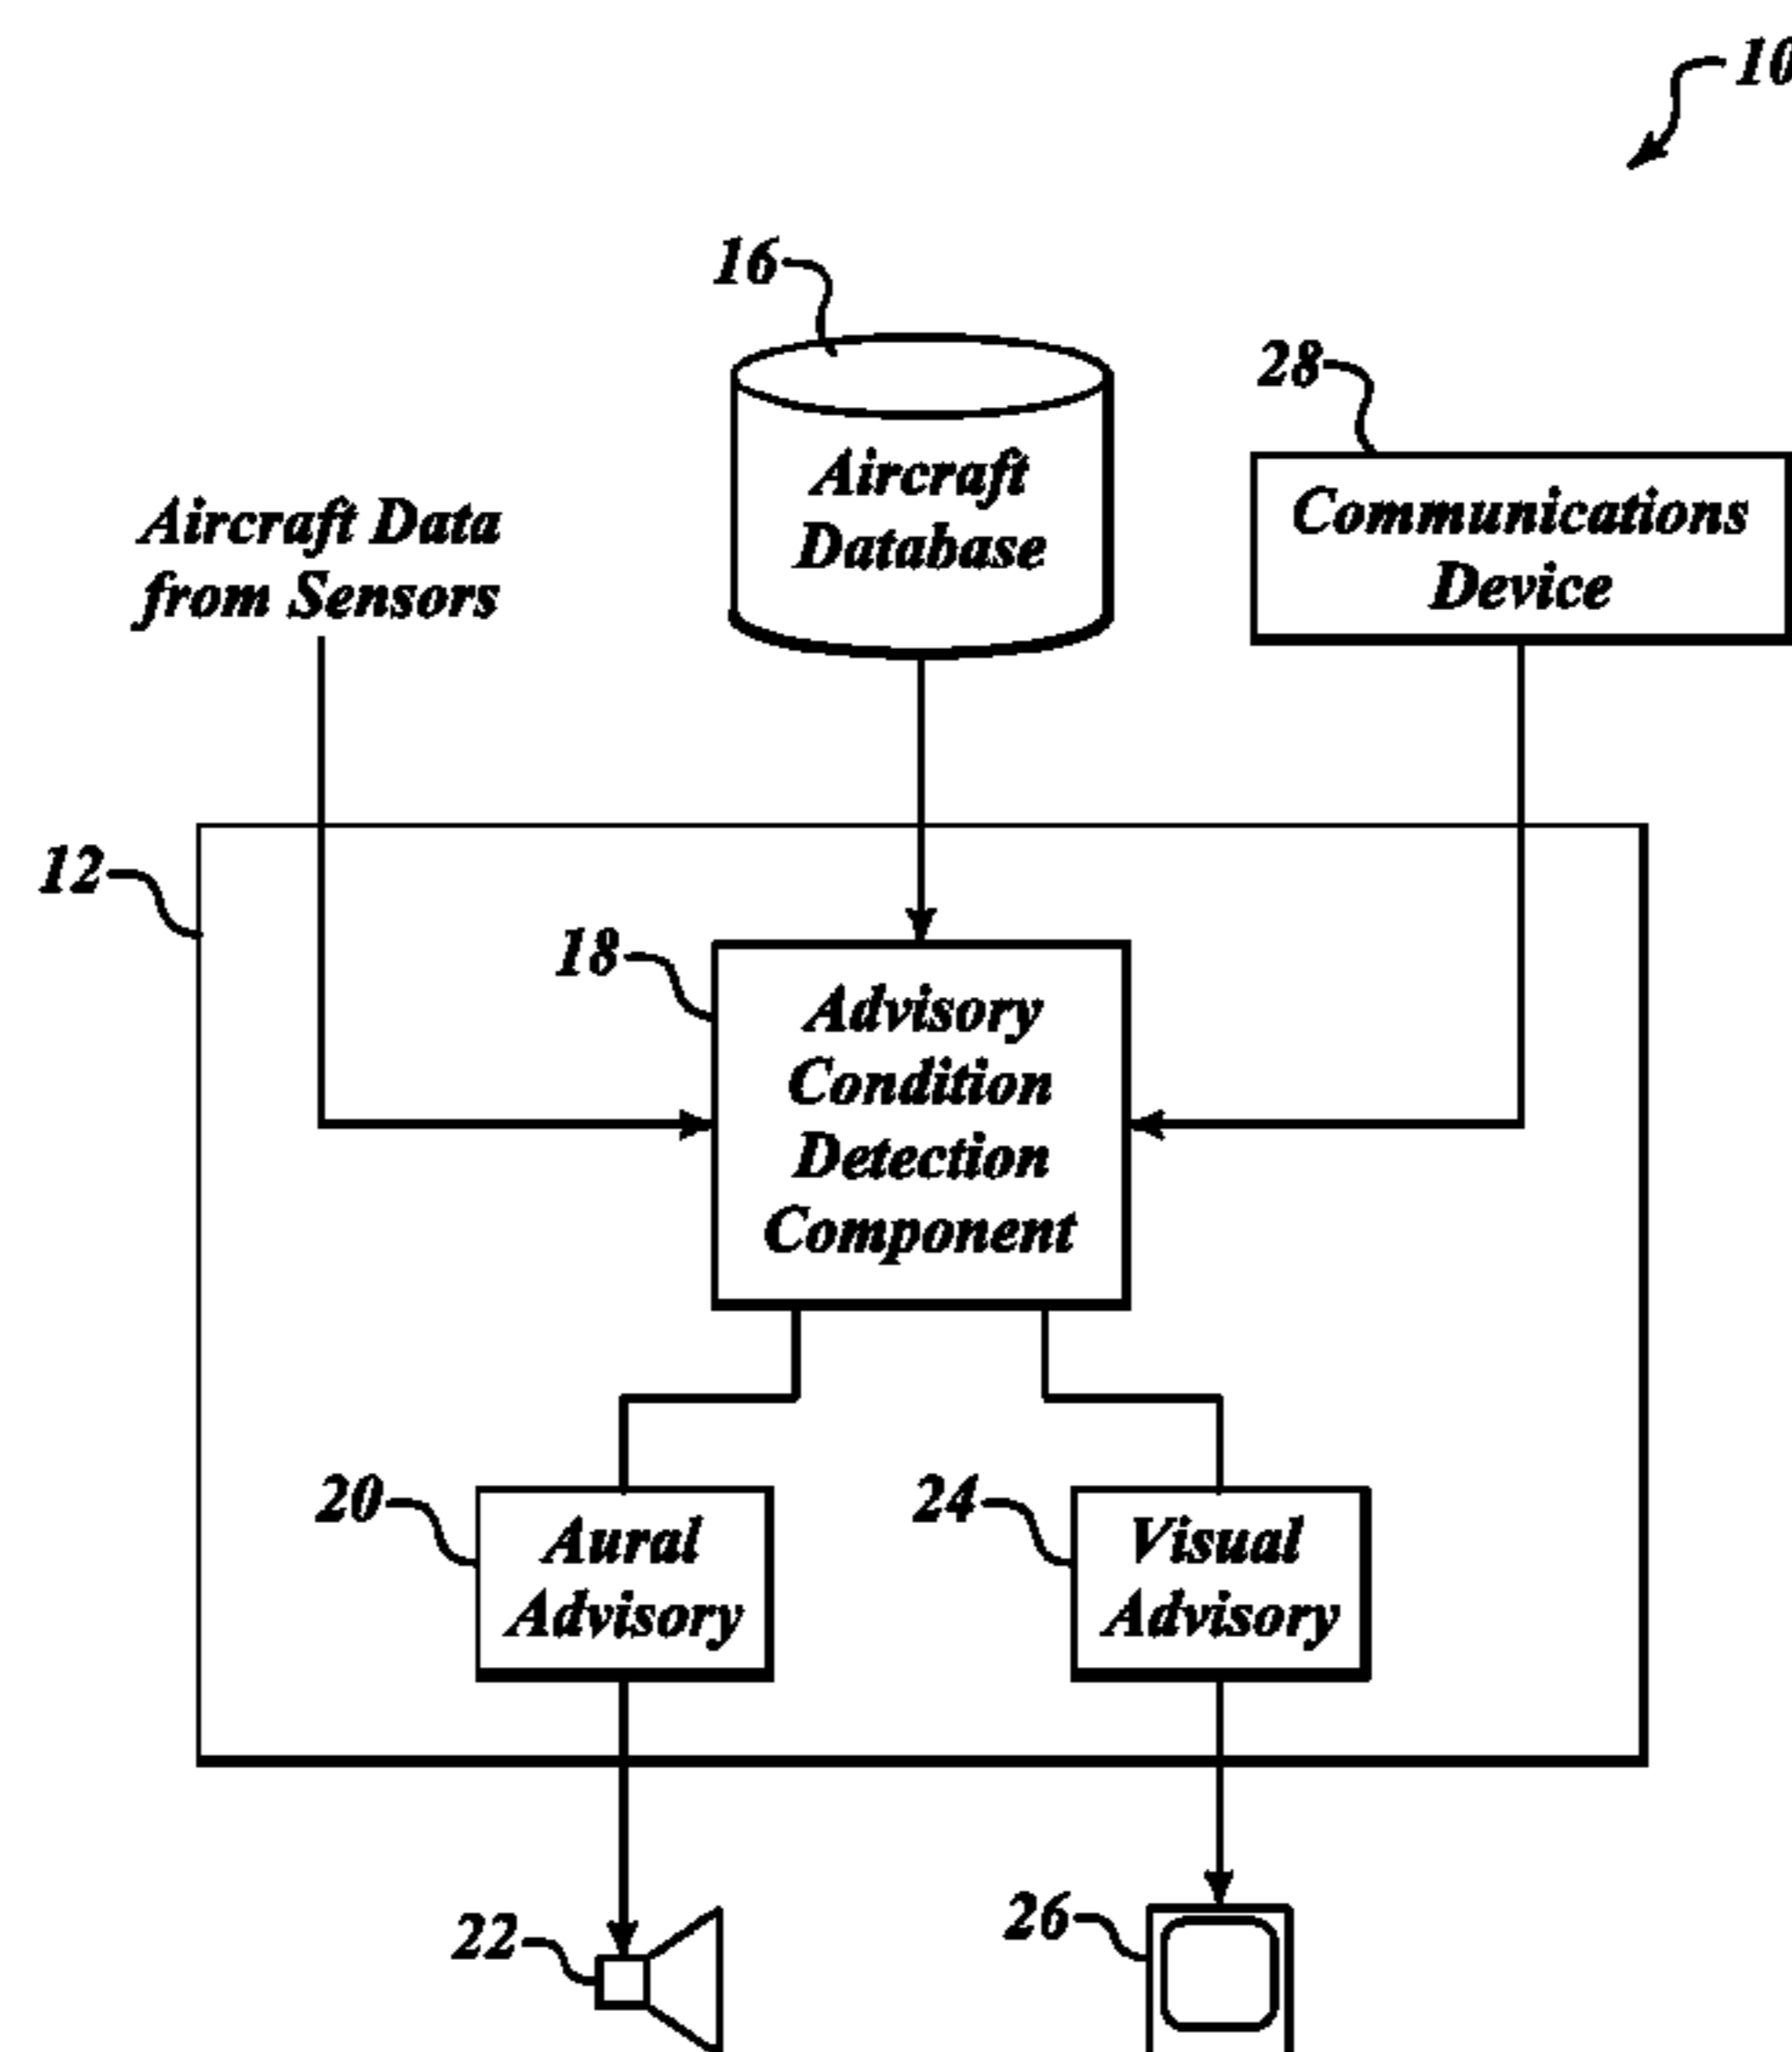 10
16
28
Aircraft
Database
Communications
Device
Aircraft Data
from Sensors
12
18
Advisory
Condition
Detection
Component
20
Aural
Advisory
24
Visual
Advisory
22
26